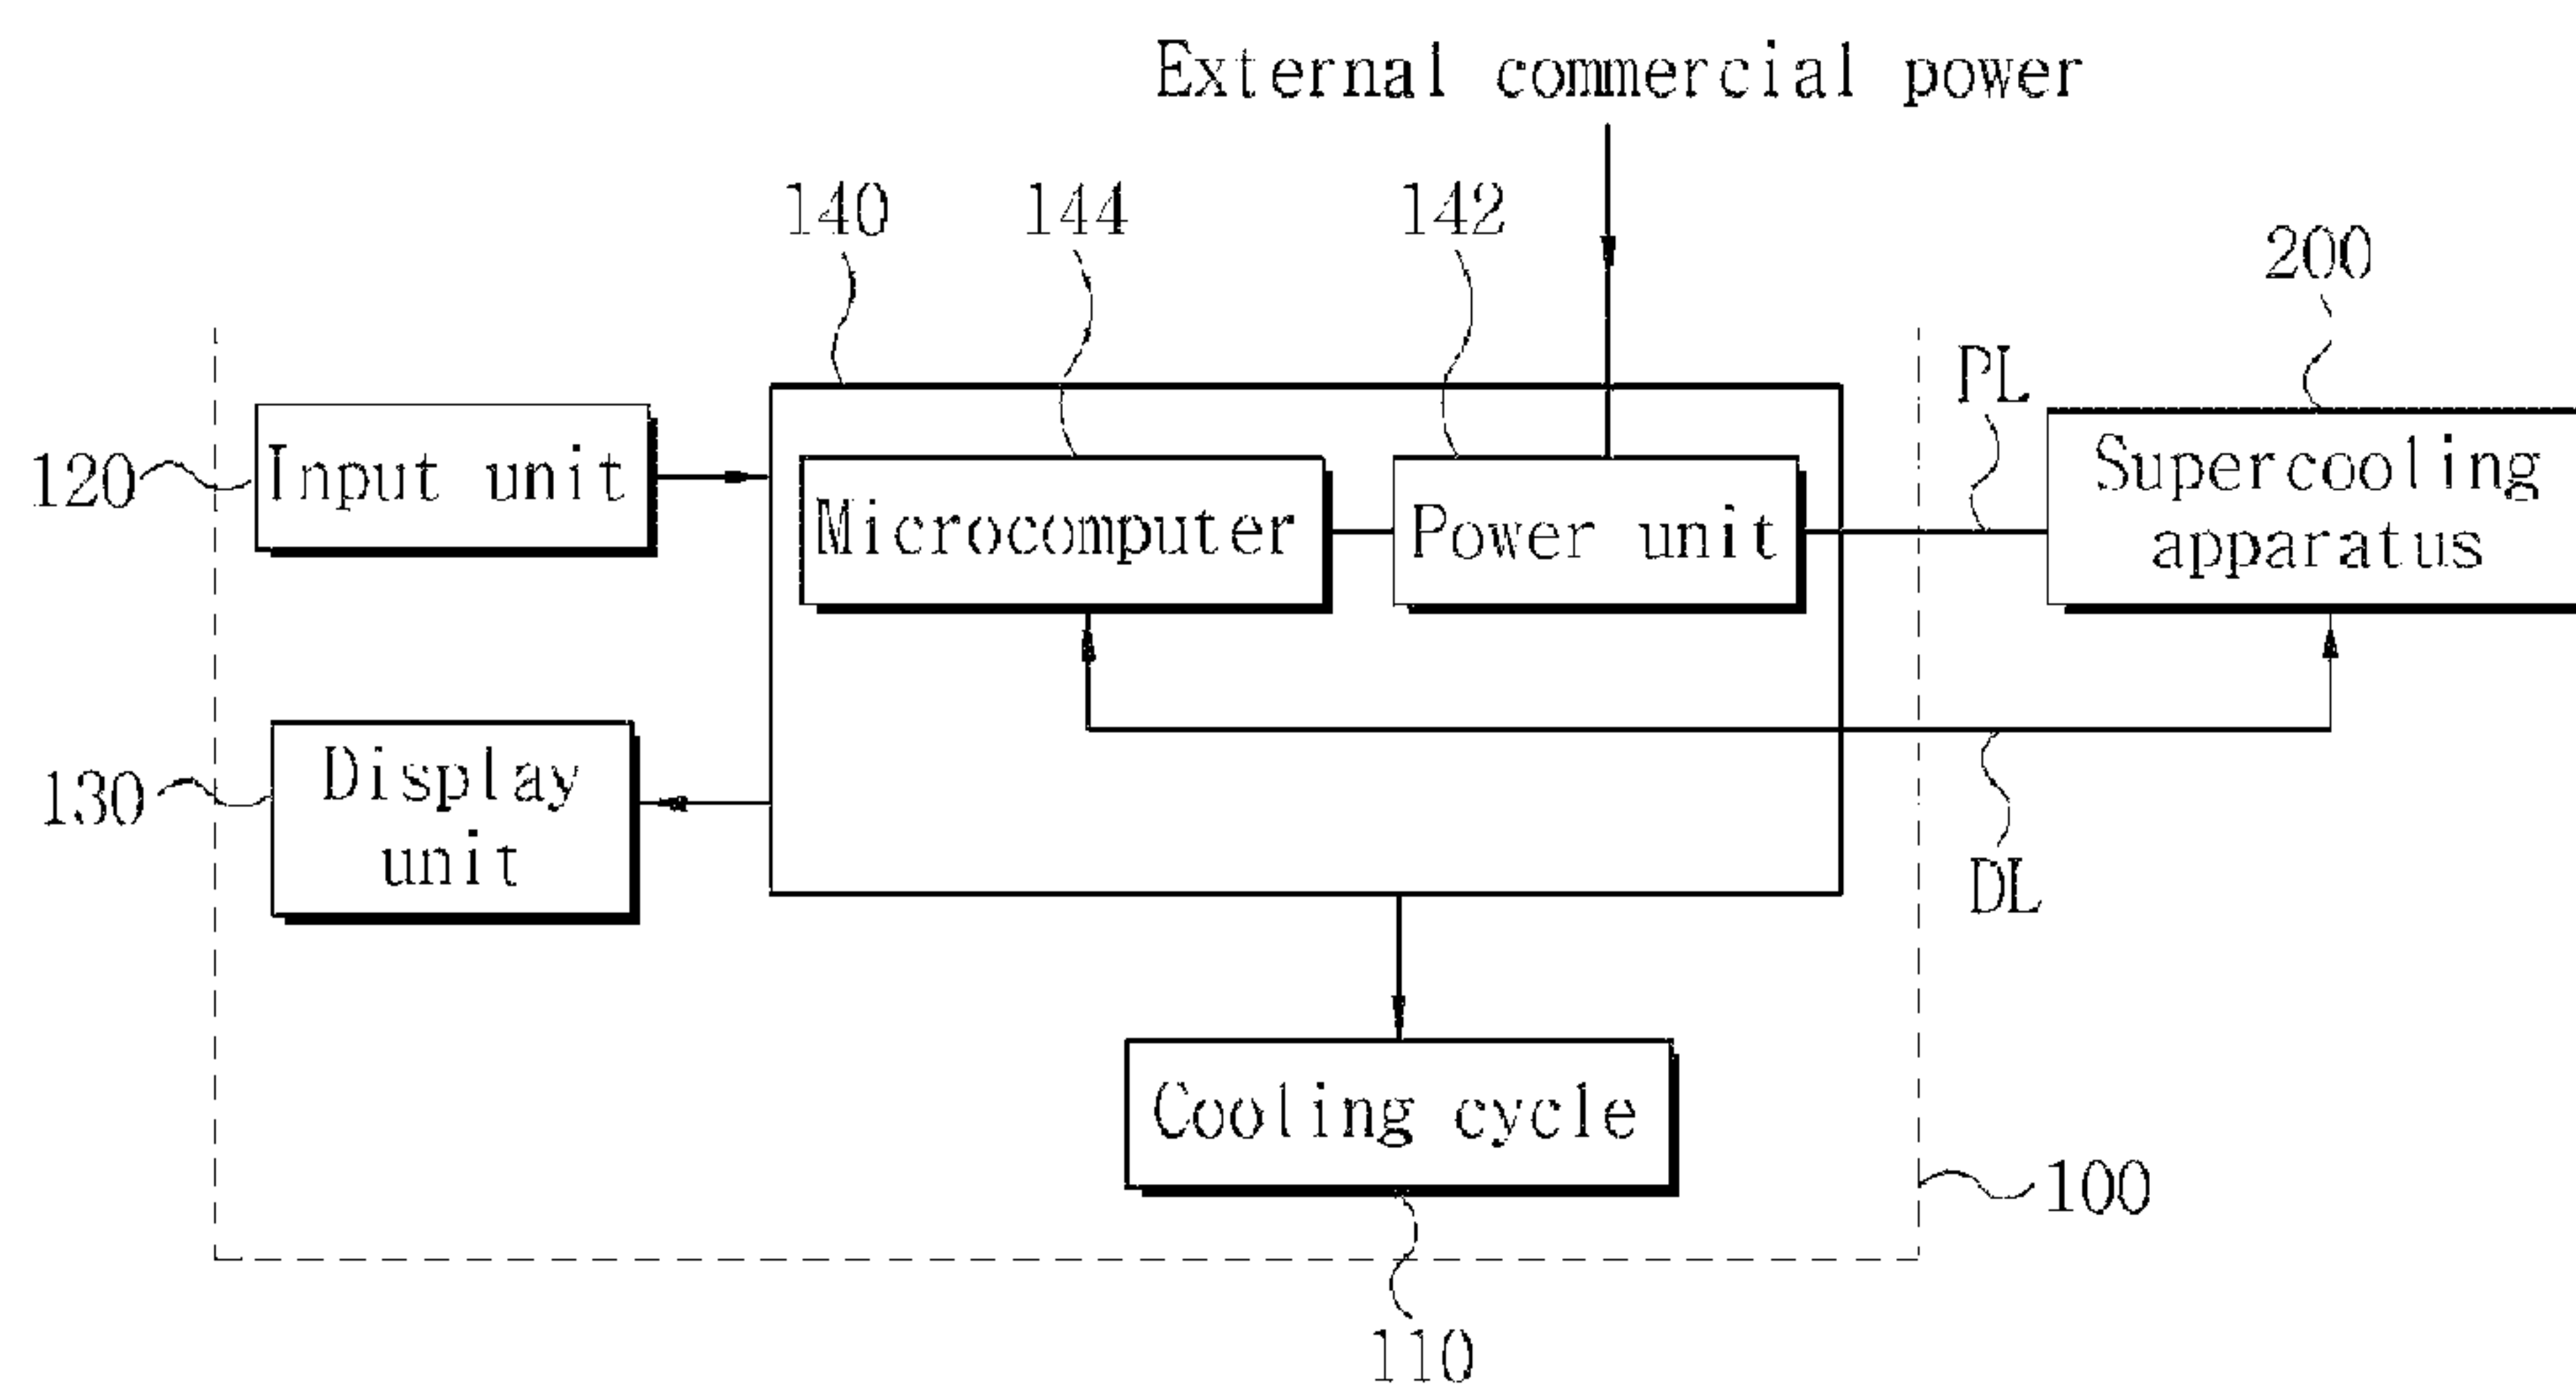 External commercial power
140
144
142
200
PL
120
Input unit
Microcomputer
Power unit
Supercooling
apparatus
130
Display
unit
DL
Cooling cycle
100
110